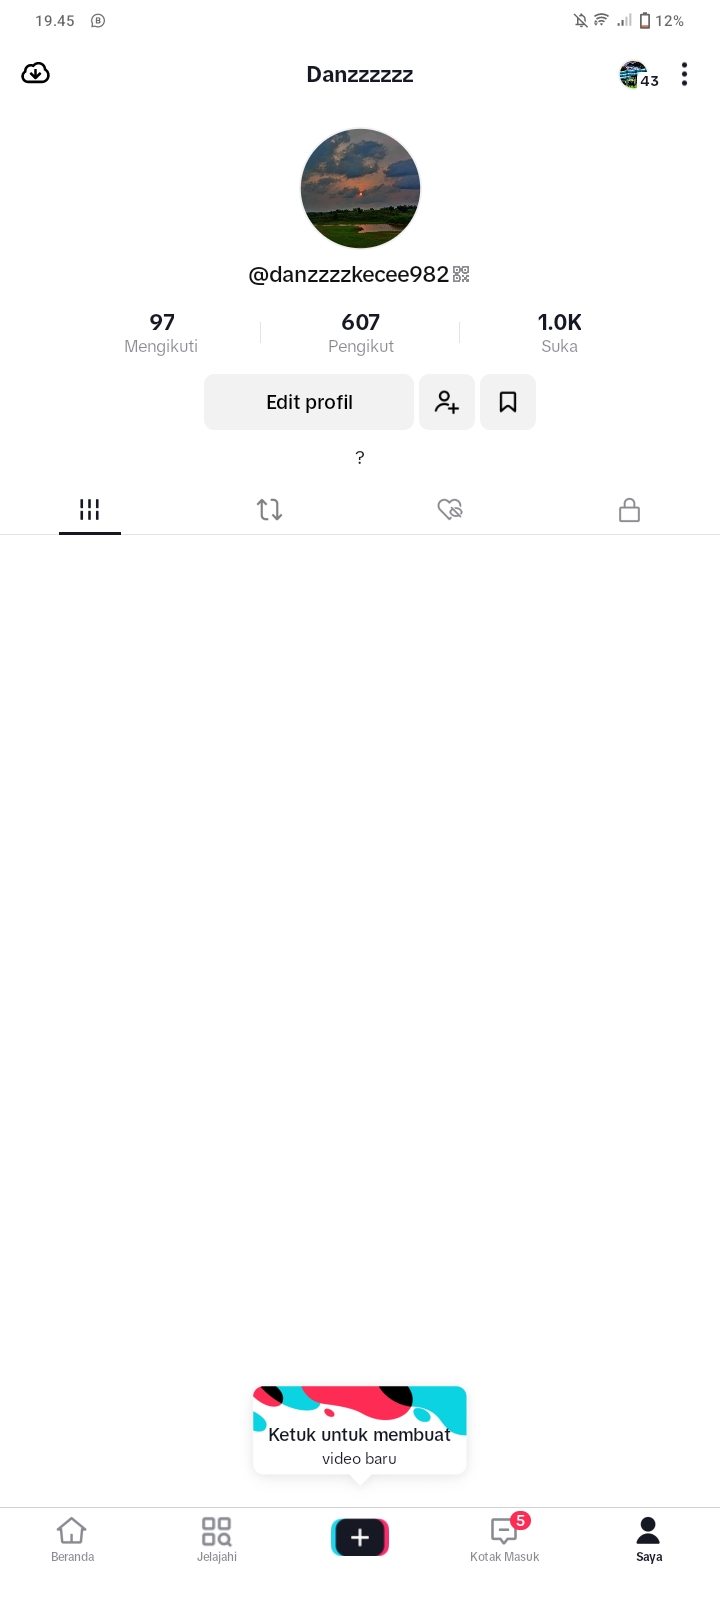 19.45
12%
Danzzzzzz
43
@danzzzzkecee982
97
Mengikuti
607
Pengikut
1.0K
Suka
Edit profil
?
Ketuk untuk membuat
video baru
5
Beranda
Jelajahi
Kotak Masuk
Saya